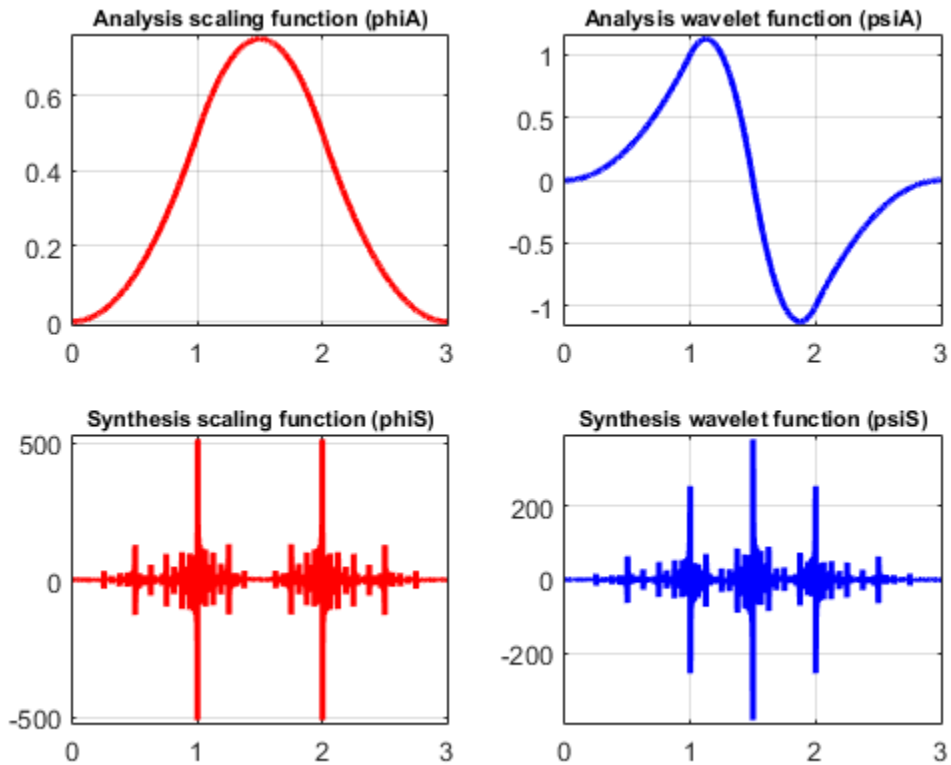 Analysis scaling function (phiA)
0.6
0.4
0.2
0
0 1 2 3
Analysis wavelet function (psiA)
1
0.5
0
-0.5
-1
0 1 2 3
Synthesis scaling function (phiS)
500
0
-500
0 1 2 3
Synthesis wavelet function (psiS)
200
0
-200
0 1 2 3